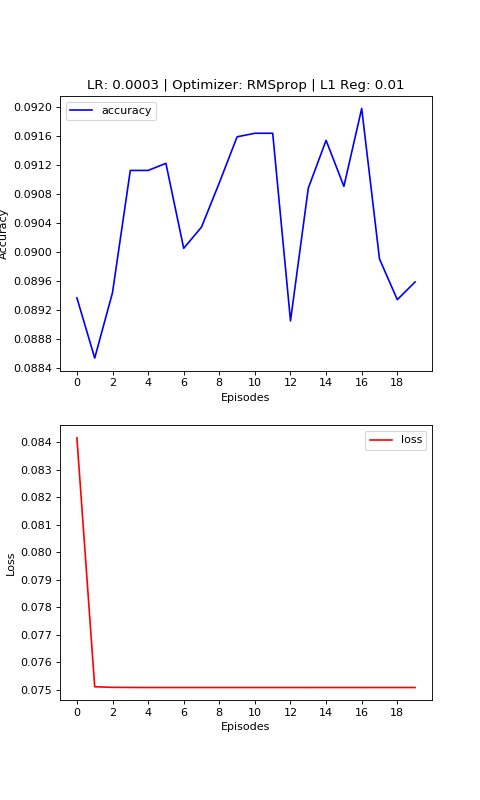 LR: 0.0003 | Optimizer: RMSprop | L1 Reg: 0.01
accuracy
0.0920
0.0916
0.0912
0.0908
0.0904
0.0900
0.0896
0.0892
0.0888
0.0884
Accuracy
0 2 4 6 8 10 12 14 16 18
Episodes
loss
0.084
0.083
0.082
0.081
0.080
0.079
0.078
0.077
0.076
0.075
Loss
0 2 4 6 8 10 12 14 16 18
Episodes